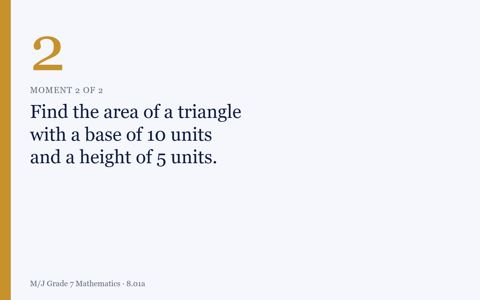 2
MOMENT 2 OF 2
Find the area of a triangle
with a base of 10 units
and a height of 5 units.
M/J Grade 7 Mathematics · 8.01a